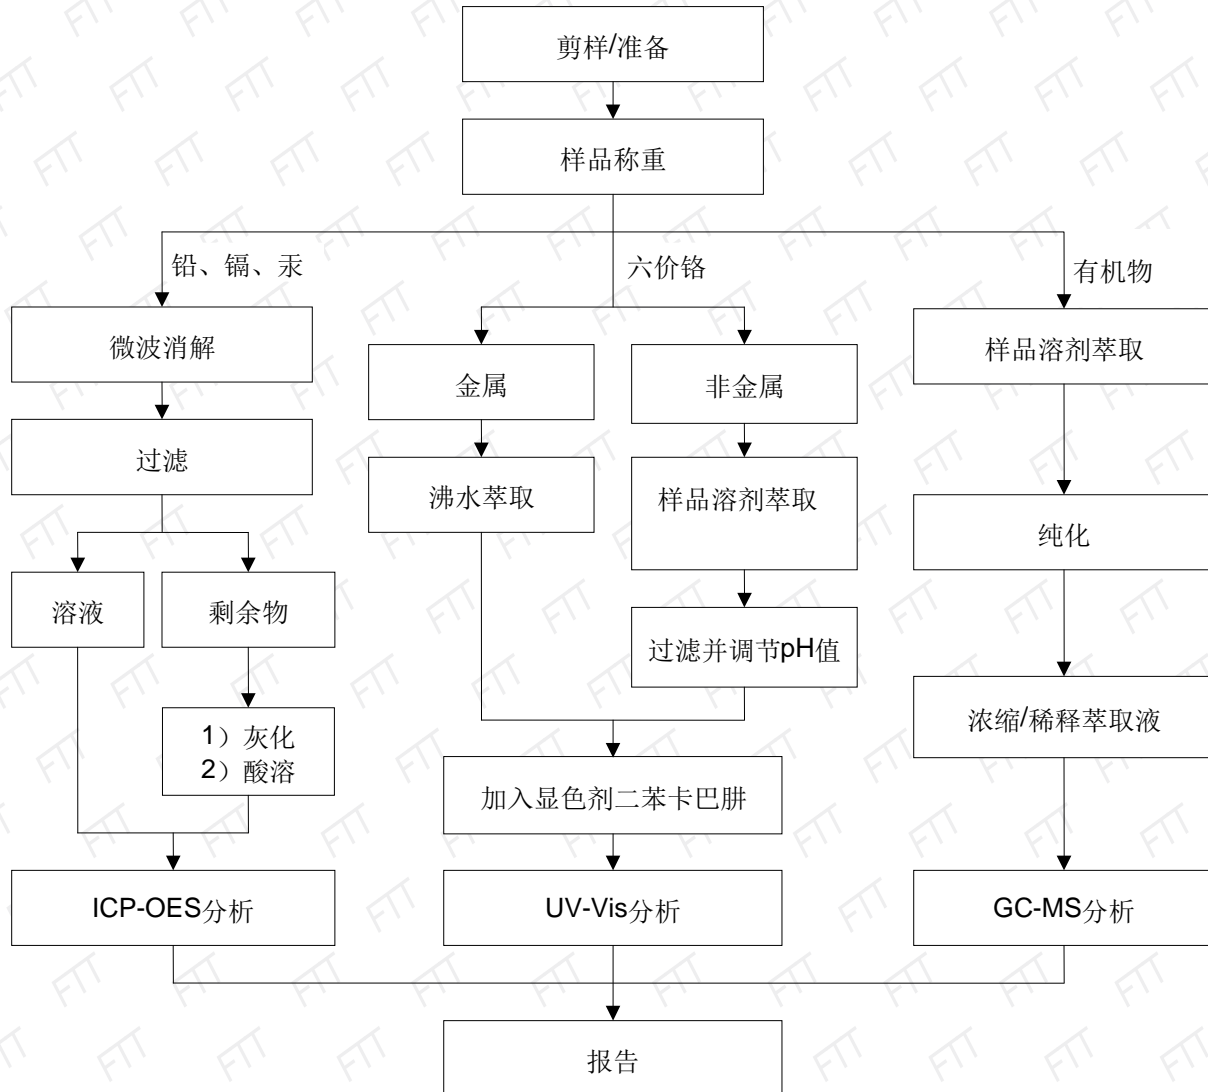 剪样/准备
样品称重
铅、镉、汞
六价铬
有机物
微波消解
金属
非金属
样品溶剂萃取
过滤
沸水萃取
样品溶剂萃取
纯化
溶液
剩余物
过滤并调节pH值
1）灰化
2）酸溶
浓缩/稀释萃取液
加入显色剂二苯卡巴肼
ICP-OES分析
UV-Vis分析
GC-MS分析
报告